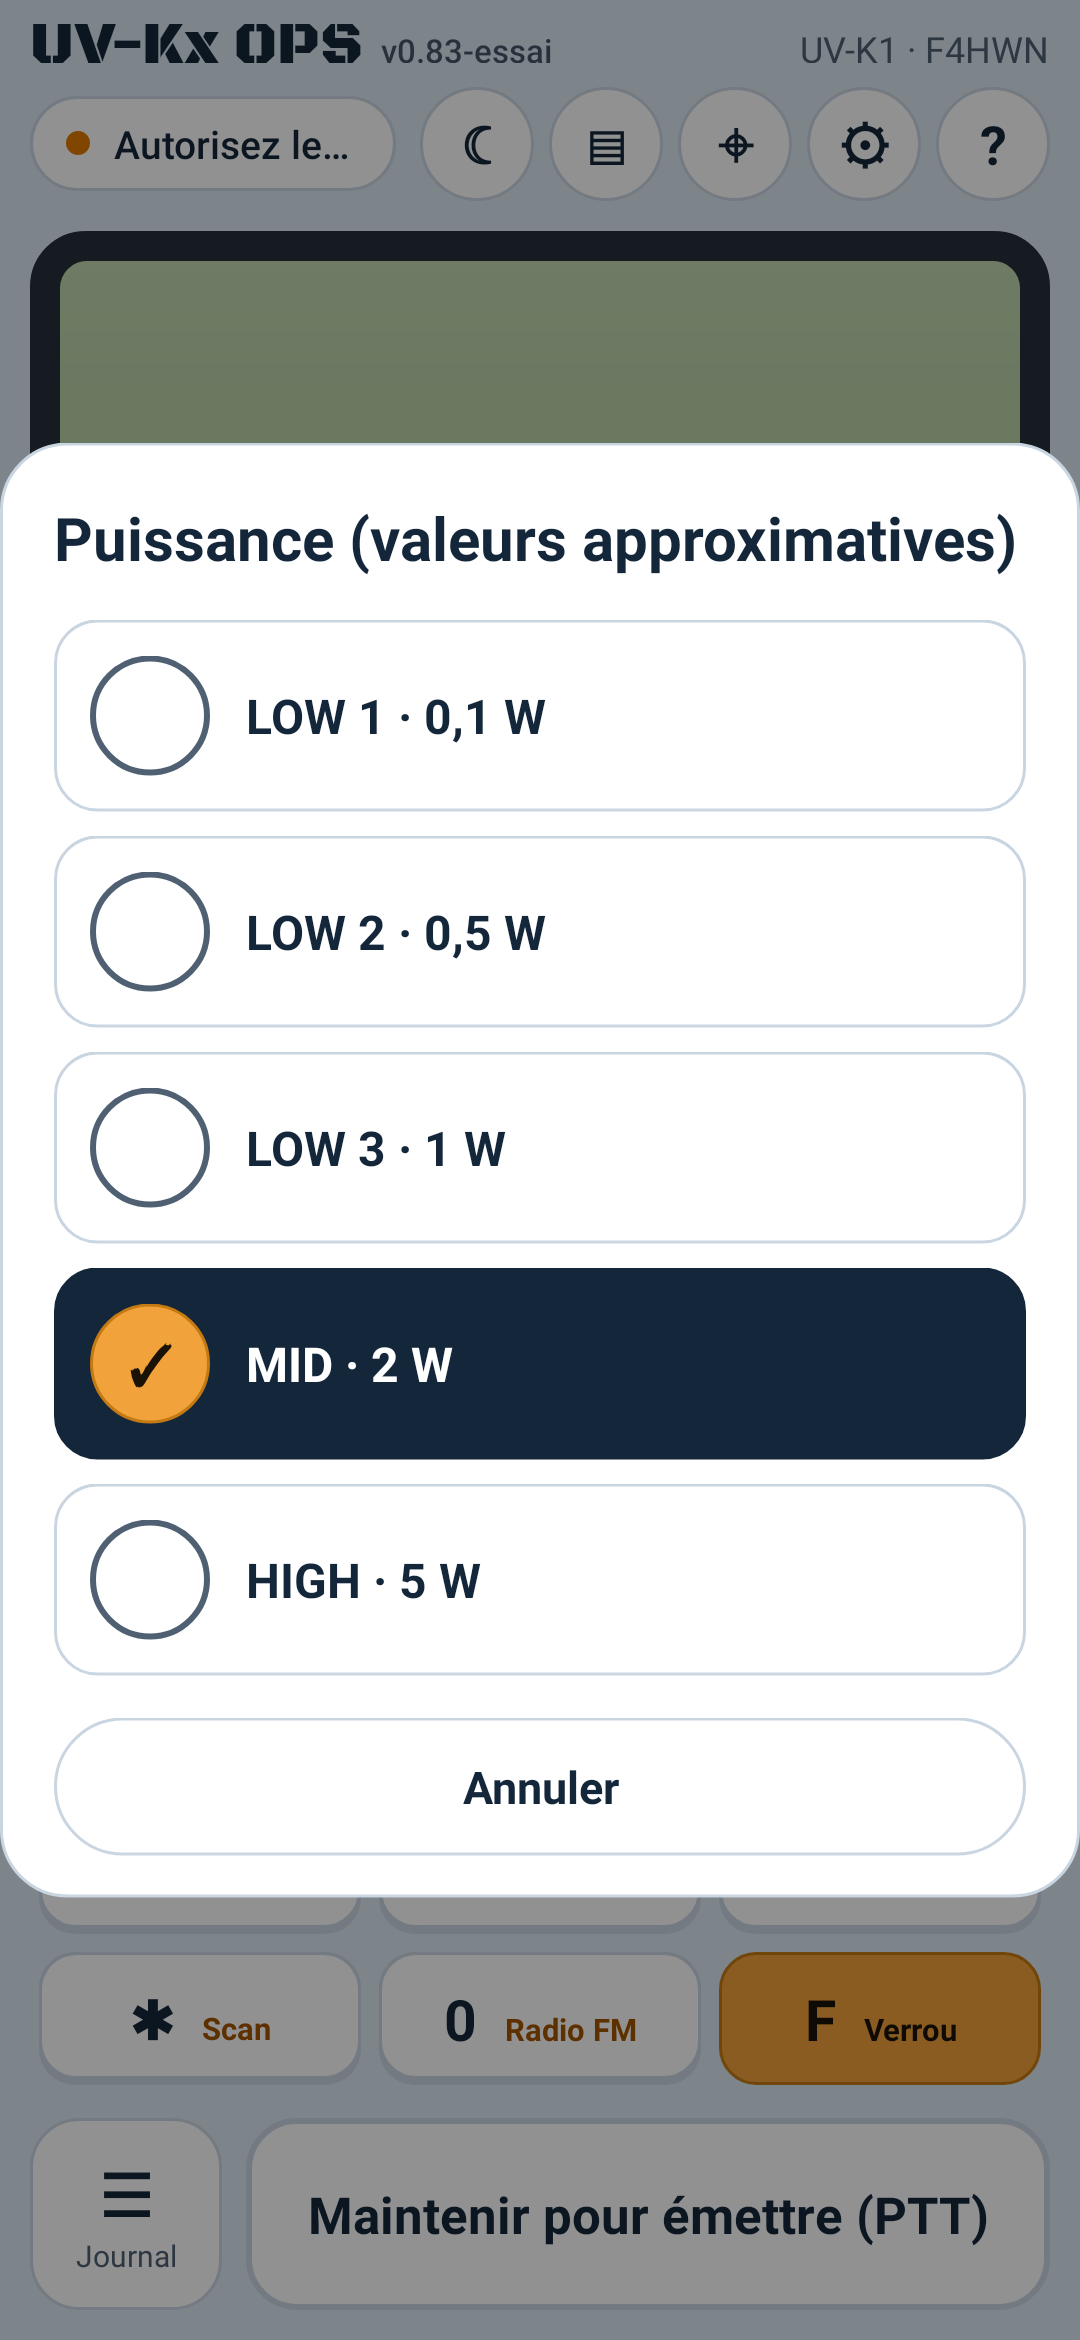 UV-Kx OPS v0.83-essai UV-K1 · F4HWN
Autorisez le... ?
Puissance (valeurs approximatives)
LOW 1 · 0,1 W
LOW 2 · 0,5 W
LOW 3 · 1 W
MID · 2 W
HIGH · 5 W
Annuler
✱ Scan 0 Radio FM F Verrou
Journal
Maintenir pour émettre (PTT)